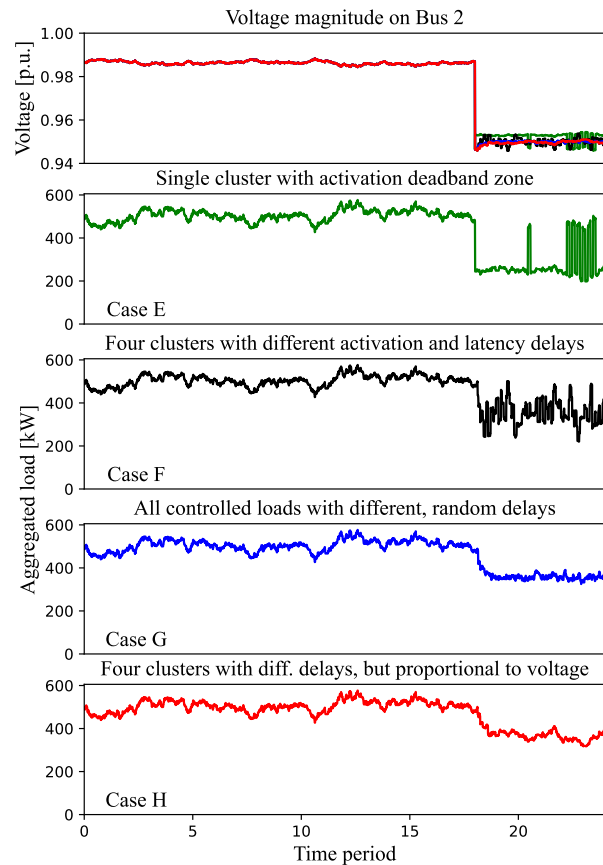 Voltage magnitude on Bus 2
Voltage [p.u.]
1.00
0.98
0.96
0.94
Single cluster with activation deadband zone
600
400
200
0
Case E
Four clusters with different activation and latency delays
Aggregated load [kW]
600
400
200
0
Case F
All controlled loads with different, random delays
600
400
200
0
Case G
Four clusters with diff. delays, but proportional to voltage
600
400
200
0
Case H
0 5 10 15 20
Time period